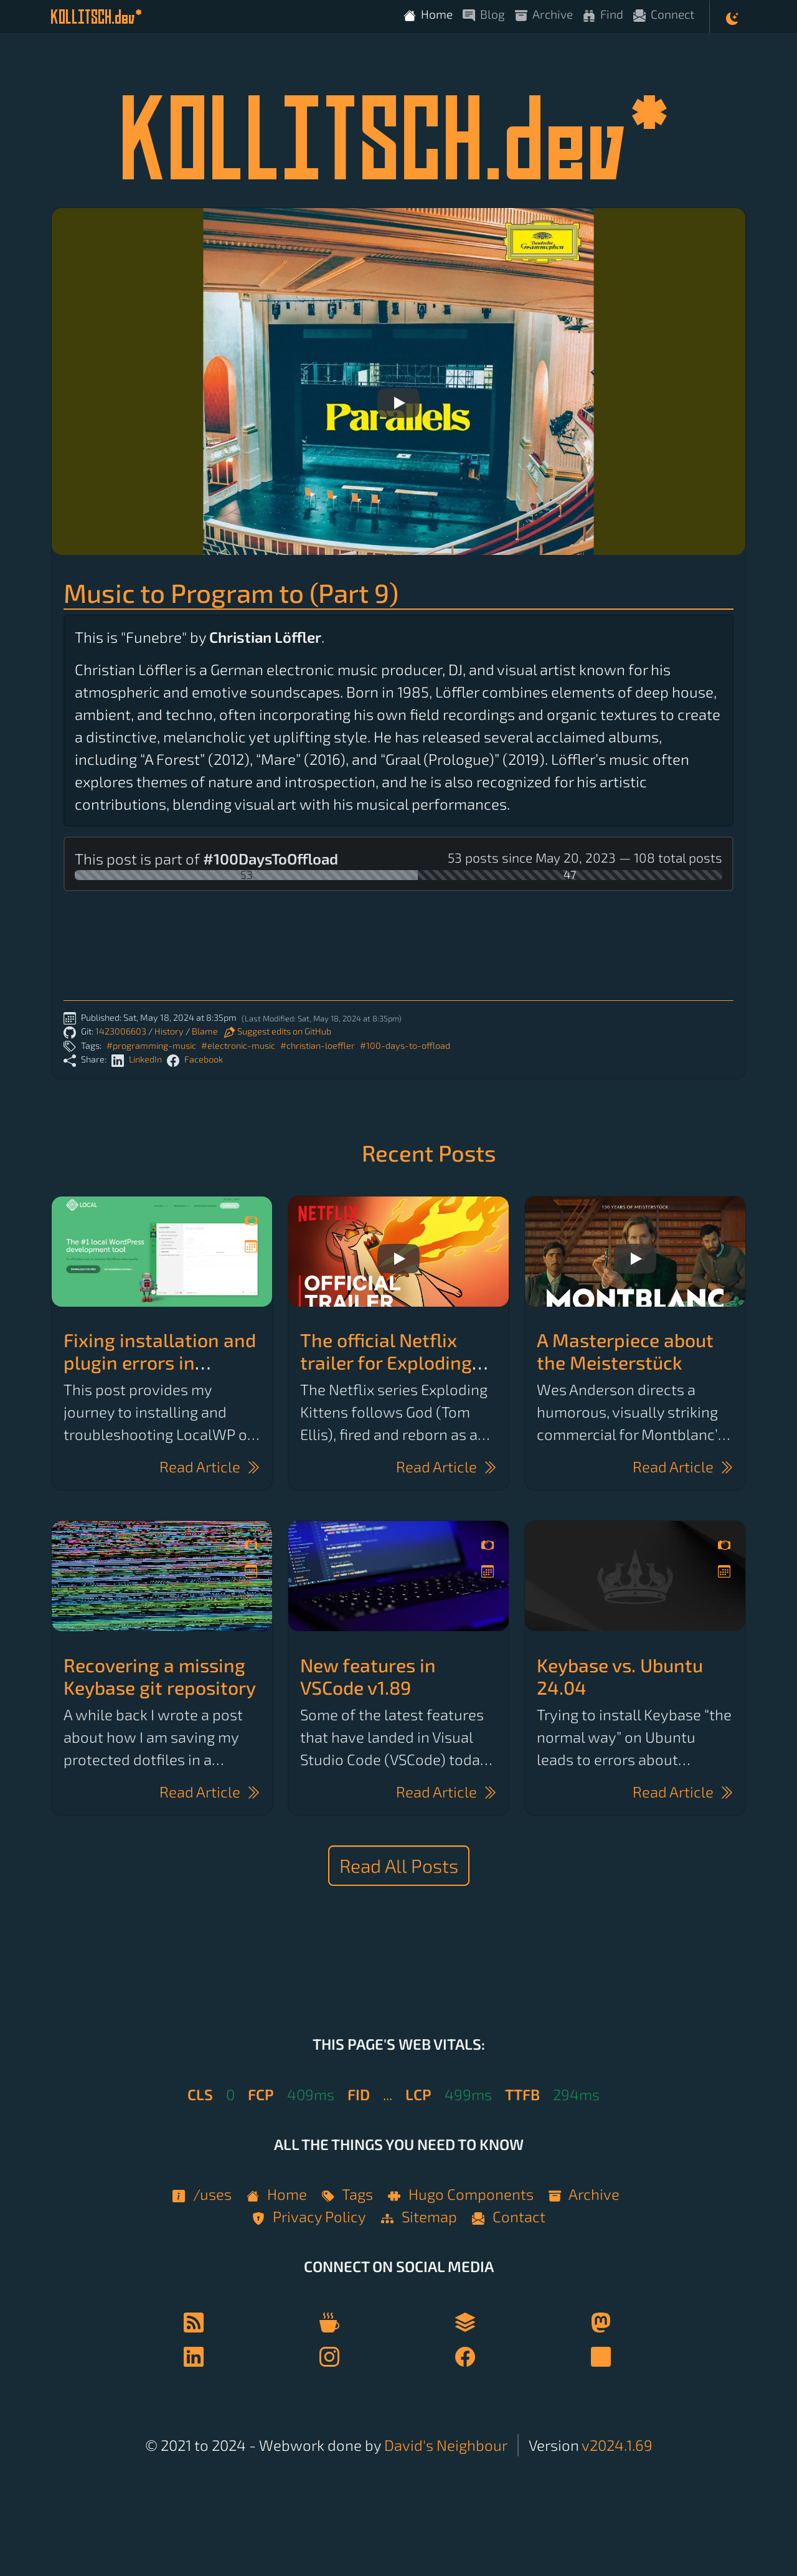 KOLLITSCH.dev*
Home Blog Archive Find Connect
KOLLITSCH.dev*
Deutsche Grammophon
Parallels
Music to Program to (Part 9)
This is “Funebre” by Christian Löffler.
Christian Löffler is a German electronic music producer, DJ, and visual artist known for his
atmospheric and emotive soundscapes. Born in 1985, Löffler combines elements of deep house,
ambient, and techno, often incorporating his own field recordings and organic textures to create
a distinctive, melancholic yet uplifting style. He has released several acclaimed albums,
including “A Forest” (2012), “Mare” (2016), and “Graal (Prologue)” (2019). Löffler’s music often
explores themes of nature and introspection, and he is also recognized for his artistic
contributions, blending visual art with his musical performances.
This post is part of #100DaysToOffload
53 posts since May 20, 2023 — 108 total posts
53
47
Published: Sat, May 18, 2024 at 8:35pm (Last Modified: Sat, May 18, 2024 at 8:35pm)
Git: 1423006603 / History / Blame Suggest edits on GitHub
Tags: #programming-music #electronic-music #christian-loeffler #100-days-to-offload
Share: LinkedIn Facebook
Recent Posts
LOCAL
The #1 local WordPress
development tool
Fixing installation and
plugin errors in…
This post provides my
journey to installing and
troubleshooting LocalWP o…
Read Article
NETFLIX
OFFICIAL
TRAILER
The official Netflix
trailer for Exploding…
The Netflix series Exploding
Kittens follows God (Tom
Ellis), fired and reborn as a…
Read Article
100 YEARS OF MEISTERSTÜCK
MONTBLANC
A Masterpiece about
the Meisterstück
Wes Anderson directs a
humorous, visually striking
commercial for Montblanc’…
Read Article
Recovering a missing
Keybase git repository
A while back I wrote a post
about how I am saving my
protected dotfiles in a…
Read Article
New features in
VSCode v1.89
Some of the latest features
that have landed in Visual
Studio Code (VSCode) toda…
Read Article
Keybase vs. Ubuntu
24.04
Trying to install Keybase “the
normal way” on Ubuntu
leads to errors about…
Read Article
Read All Posts
THIS PAGE'S WEB VITALS:
CLS 0 FCP 409ms FID ... LCP 499ms TTFB 294ms
ALL THE THINGS YOU NEED TO KNOW
/uses Home Tags Hugo Components Archive
Privacy Policy Sitemap Contact
CONNECT ON SOCIAL MEDIA
© 2021 to 2024 - Webwork done by David's Neighbour Version v2024.1.69